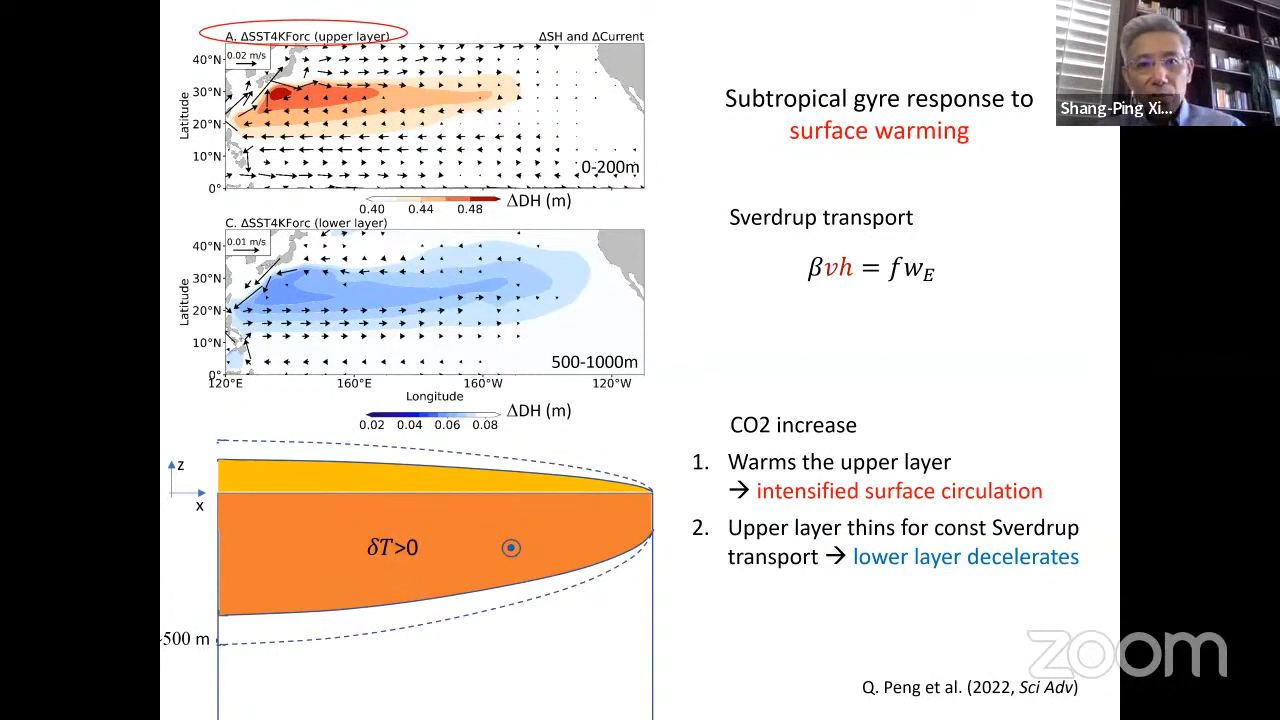 A. ΔSST4KForc (upper layer)
ΔSH and ΔCurrent
0.02 m/s
40°N
30°N
20°N
10°N
0°
Latitude
0-200m
0.40 0.44 0.48
ΔDH (m)
C. ΔSST4KForc (lower layer)
0.01 m/s
40°N
30°N
20°N
10°N
0°
Latitude
500-1000m
120°E 160°E 160°W 120°W
Longitude
0.02 0.04 0.06 0.08
ΔDH (m)
z
x
δT>0
-500 m
Subtropical gyre response to
surface warming
Sverdrup transport
βvh = fw_E
CO2 increase
1. Warms the upper layer
→ intensified surface circulation
2. Upper layer thins for const Sverdrup
transport → lower layer decelerates
Q. Peng et al. (2022, Sci Adv)
Shang-Ping Xi...
zoom